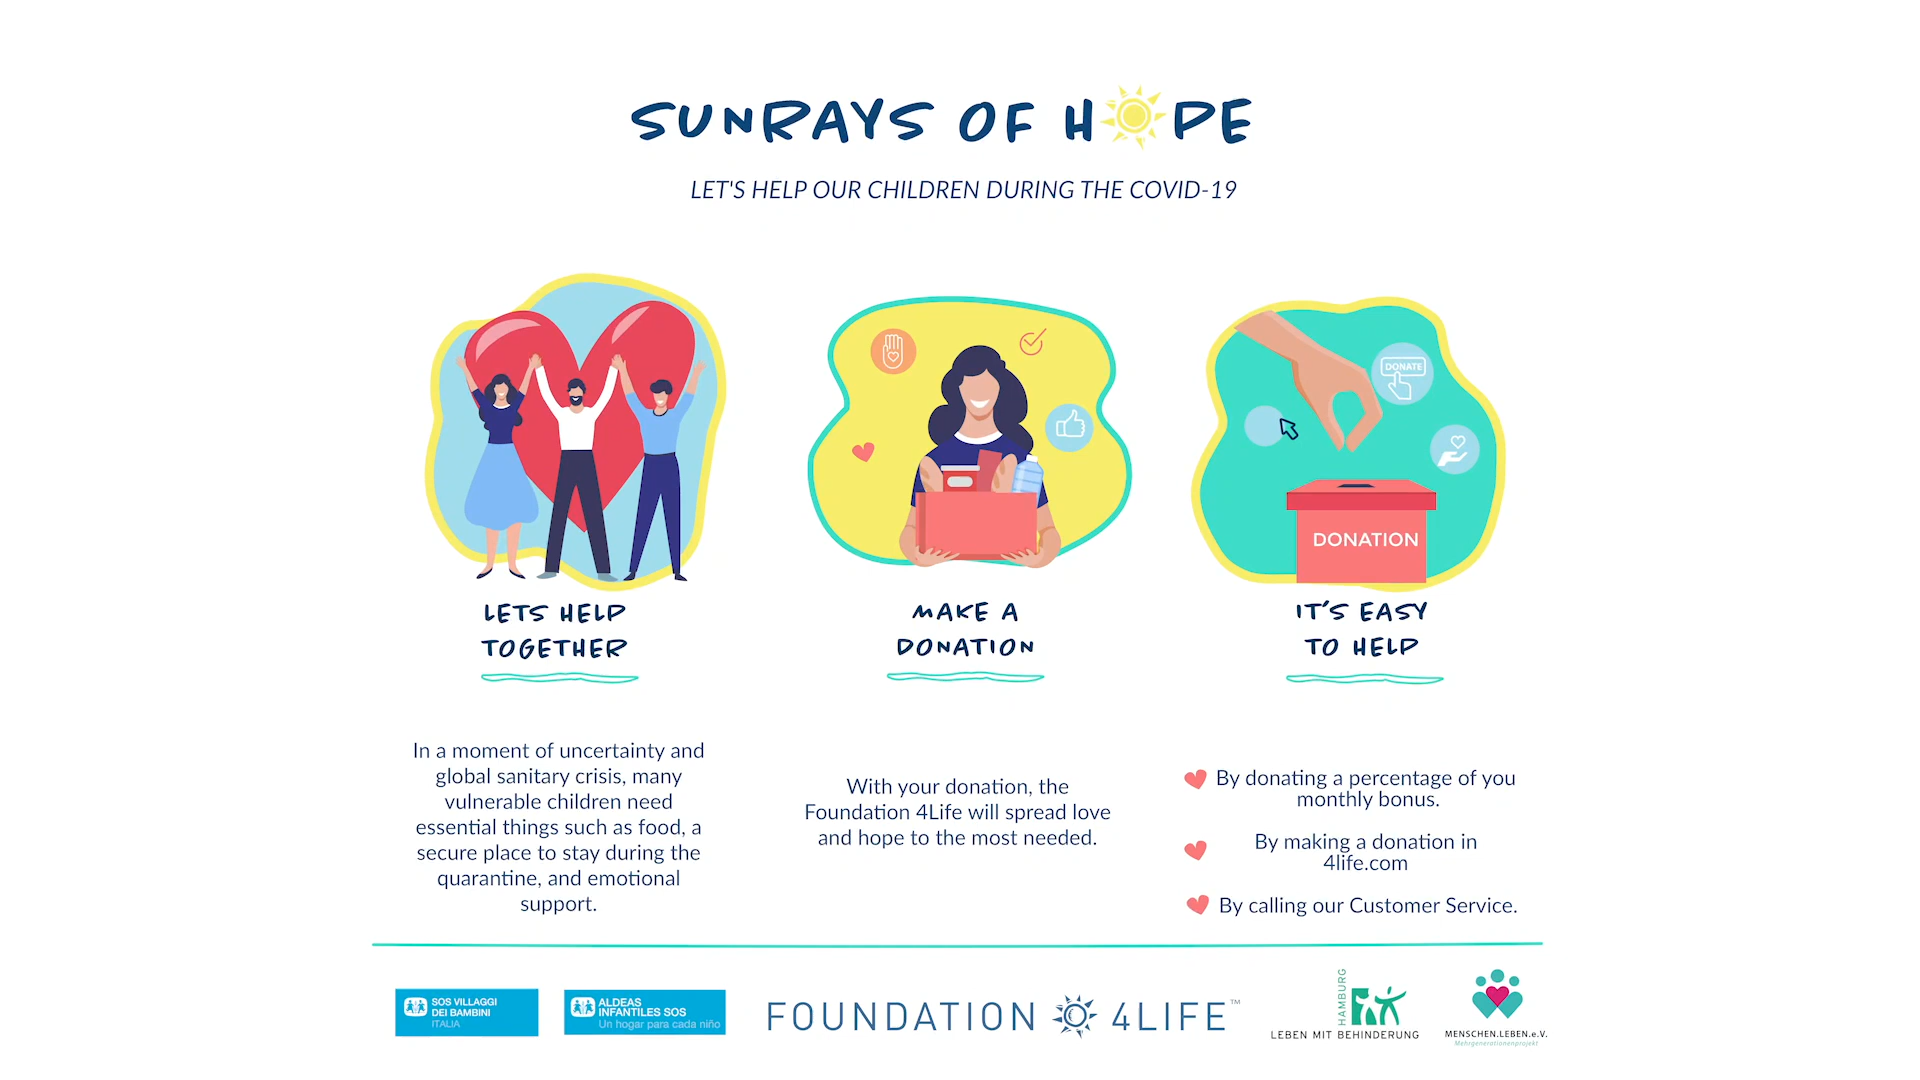 SUNRAYS OF HOPE
LET'S HELP OUR CHILDREN DURING THE COVID-19
DONATE
DONATION
LETS HELP
TOGETHER
MAKE A
DONATION
IT'S EASY
TO HELP
In a moment of uncertainty and
global sanitary crisis, many
vulnerable children need
essential things such as food, a
secure place to stay during the
quarantine, and emotional
support.
With your donation, the
Foundation 4Life will spread love
and hope to the most needed.
By donating a percentage of you
monthly bonus.
By making a donation in
4life.com
By calling our Customer Service.
SOS VILLAGGI
DEI BAMBINI
ITALIA
ALDEAS
INFANTILES SOS
Un hogar para cada niño
FOUNDATION 4LIFE™
HAMBURG
LEBEN MIT BEHINDERUNG
MENSCHEN.LEBEN.e.V.
Mehrgenerationenprojekt